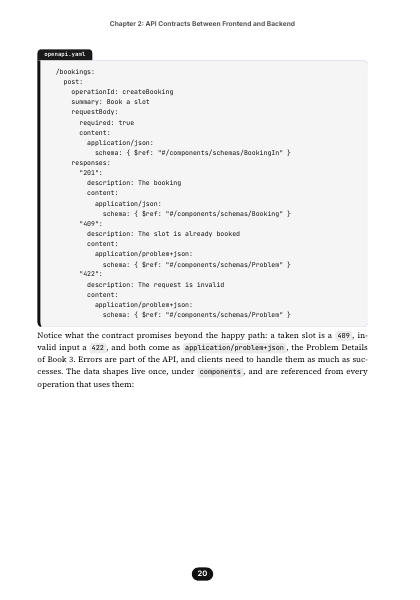 Chapter 2: API Contracts Between Frontend and Backend
openapi.yaml
/bookings:
  post:
    operationId: createBooking
    summary: Book a slot
    requestBody:
      required: true
      content:
        application/json:
          schema: { $ref: "#/components/schemas/BookingIn" }
    responses:
      "201":
        description: The booking
        content:
          application/json:
            schema: { $ref: "#/components/schemas/Booking" }
      "409":
        description: The slot is already booked
        content:
          application/problem+json:
            schema: { $ref: "#/components/schemas/Problem" }
      "422":
        description: The request is invalid
        content:
          application/problem+json:
            schema: { $ref: "#/components/schemas/Problem" }
Notice what the contract promises beyond the happy path: a taken slot is a 409, in-
valid input a 422, and both come as application/problem+json, the Problem Details
of Book 3. Errors are part of the API, and clients need to handle them as much as suc-
cesses. The data shapes live once, under components, and are referenced from every
operation that uses them:
20